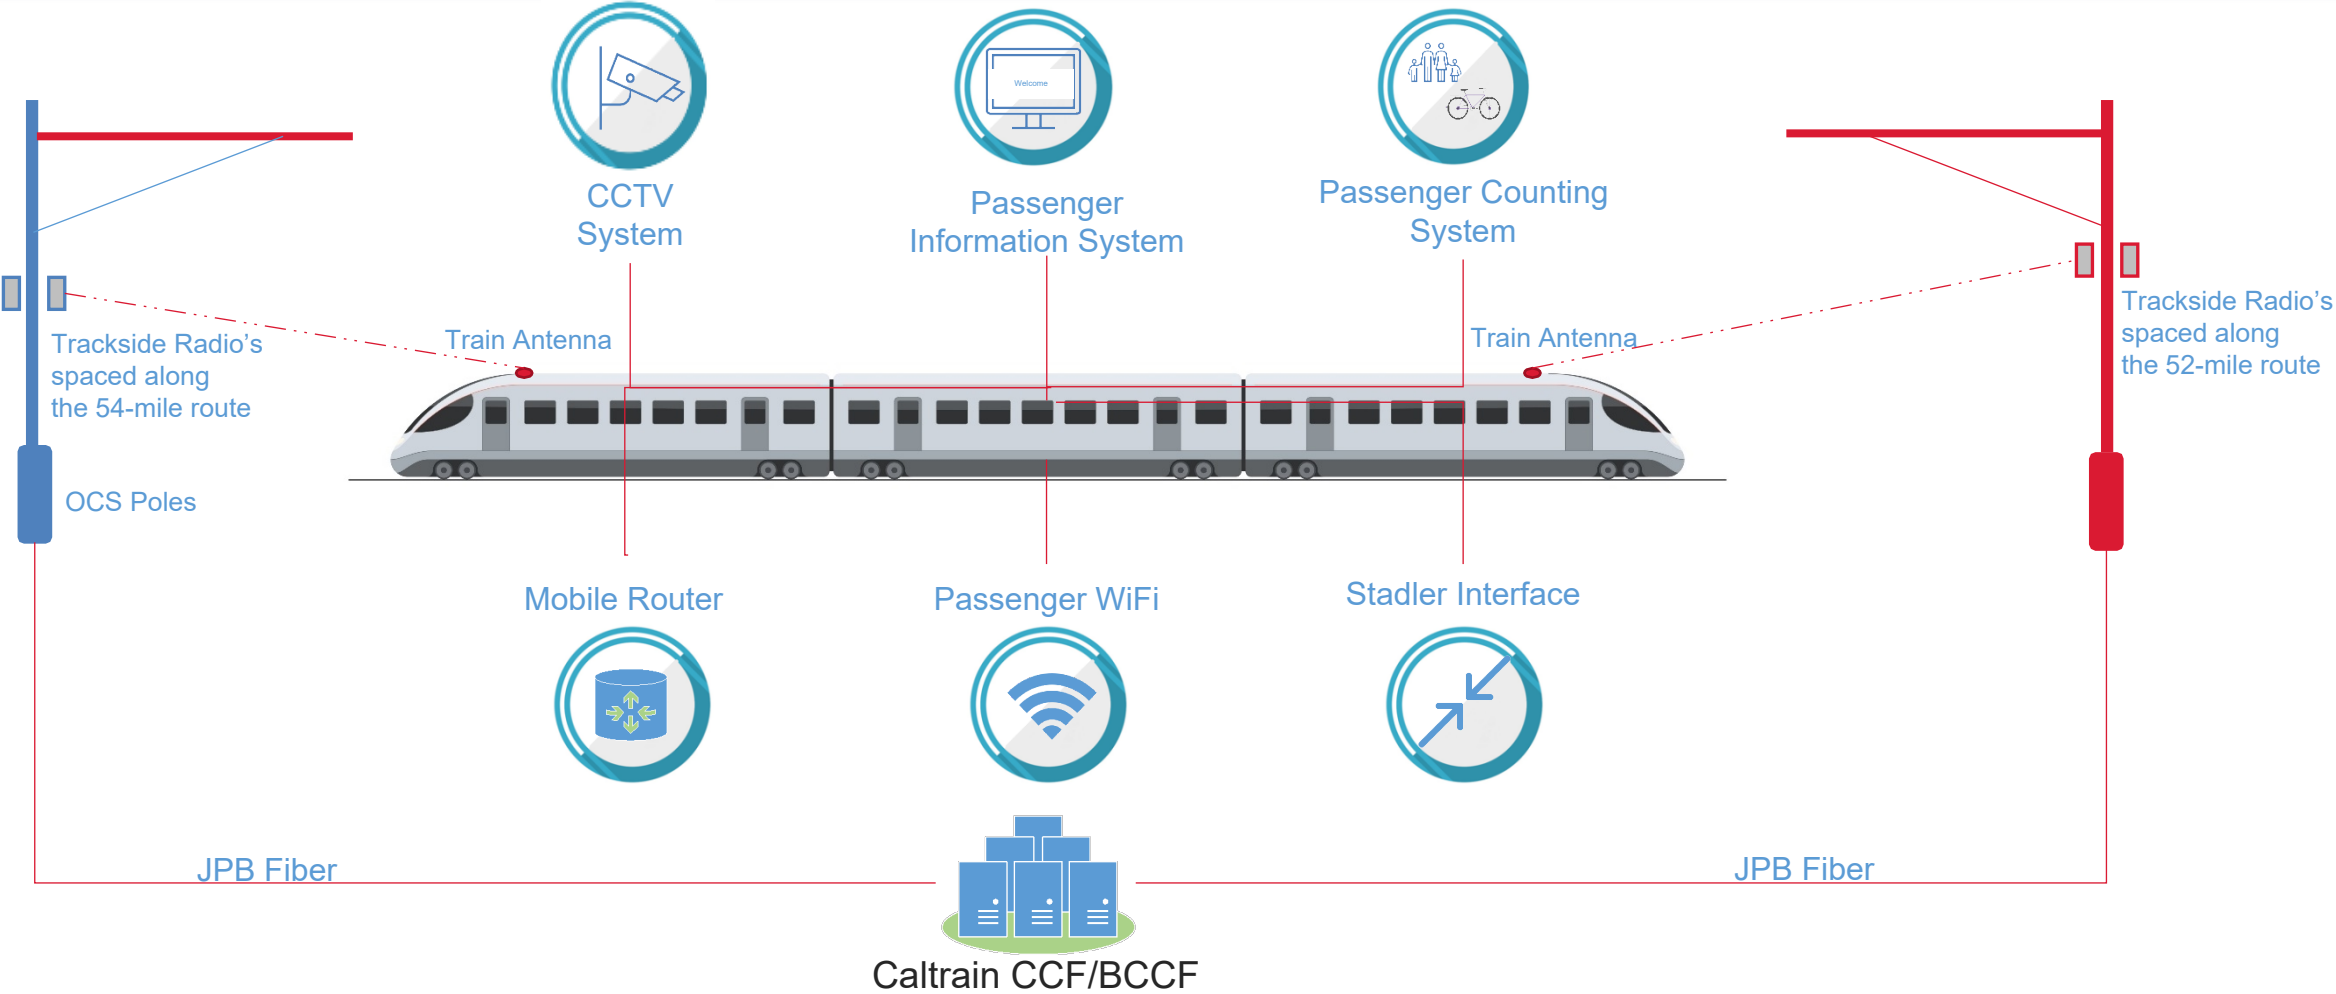 Welcome
CCTV
System
Passenger
Information System
Passenger Counting
System
Trackside Radio’s
spaced along
the 54-mile route
Train Antenna
Train Antenna
Trackside Radio’s
spaced along
the 52-mile route
OCS Poles
Mobile Router
Passenger WiFi
Stadler Interface
JPB Fiber
JPB Fiber
Caltrain CCF/BCCF